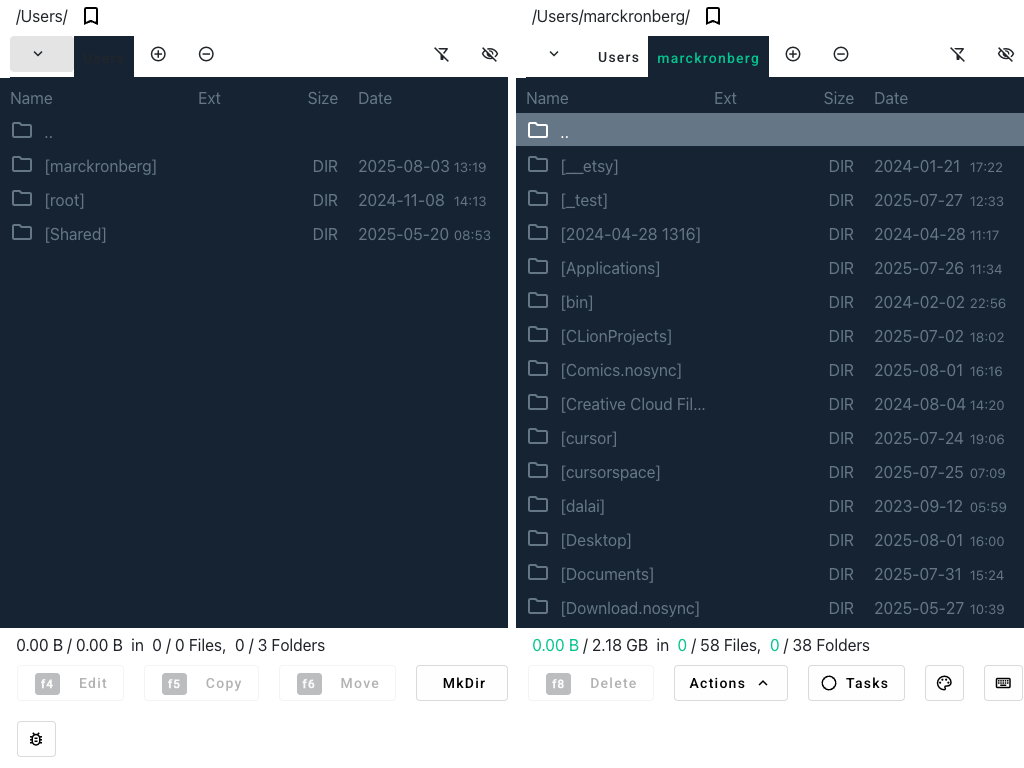 /Users/
Users
Name Ext Size Date
..
[marckronberg] DIR 2025-08-03 13:19
[root] DIR 2024-11-08 14:13
[Shared] DIR 2025-05-20 08:53
0.00 B / 0.00 B in 0 / 0 Files, 0 / 3 Folders
/Users/marckronberg/
Users marckronberg
Name Ext Size Date
..
[__etsy] DIR 2024-01-21 17:22
[_test] DIR 2025-07-27 12:33
[2024-04-28 1316] DIR 2024-04-28 11:17
[Applications] DIR 2025-07-26 11:34
[bin] DIR 2024-02-02 22:56
[CLionProjects] DIR 2025-07-02 18:02
[Comics.nosync] DIR 2025-08-01 16:16
[Creative Cloud Fil... DIR 2024-08-04 14:20
[cursor] DIR 2025-07-24 19:06
[cursorspace] DIR 2025-07-25 07:09
[dalai] DIR 2023-09-12 05:59
[Desktop] DIR 2025-08-01 16:00
[Documents] DIR 2025-07-31 15:24
[Download.nosync] DIR 2025-05-27 10:39
0.00 B / 2.18 GB in 0 / 58 Files, 0 / 38 Folders
f4 Edit f5 Copy f6 Move MkDir f8 Delete Actions Tasks